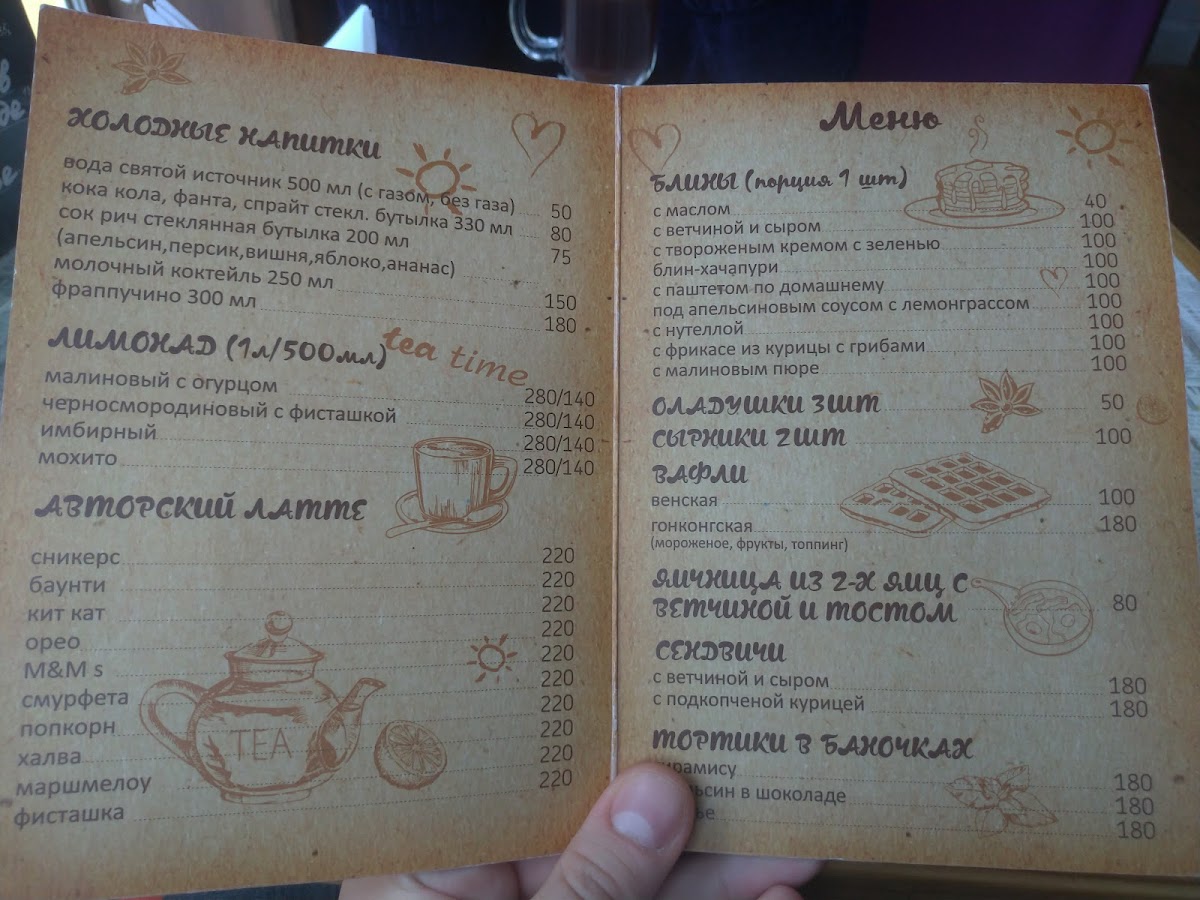 ХОЛОДНЫЕ НАПИТКИ
вода святой источник 500 мл (с газом, без газа) 50
кока кола, фанта, спрайт стекл. бутылка 330 мл 80
сок рич стеклянная бутылка 200 мл 75
(апельсин,персик,вишня,яблоко,ананас)
молочный коктейль 250 мл 150
фраппучино 300 мл 180
ЛИМОНАД (1л/500мл)
tea time
малиновый с огурцом 280/140
черносмородиновый с фисташкой 280/140
имбирный 280/140
мохито 280/140
АВТОРСКИЙ ЛАТТЕ
сникерс 220
баунти 220
кит кат 220
орео 220
M&M s 220
смурфета 220
попкорн 220
халва 220
маршмелоу 220
фисташка 220
TEA
Меню
БЛИНЫ (порция 1 шт)
с маслом 40
с ветчиной и сыром 100
с твороженым кремом с зеленью 100
блин-хачапури 100
с паштетом по домашнему 100
под апельсиновым соусом с лемонграссом 100
с нутеллой 100
с фрикасе из курицы с грибами 100
с малиновым пюре 100
ОЛАДУШКИ 3ШТ 50
СЫРНИКИ 2ШТ 100
ВАФЛИ
венская 100
гонконгская 180
(мороженое, фрукты, топпинг)
ЯИЧНИЦА ИЗ 2-Х ЯИЦ С
ВЕТЧИНОЙ И ТОСТОМ 80
СЕНДВИЧИ
с ветчиной и сыром 180
с подкопченой курицей 180
ТОРТИКИ В БАНОЧКАХ
180
в шоколаде 180
180